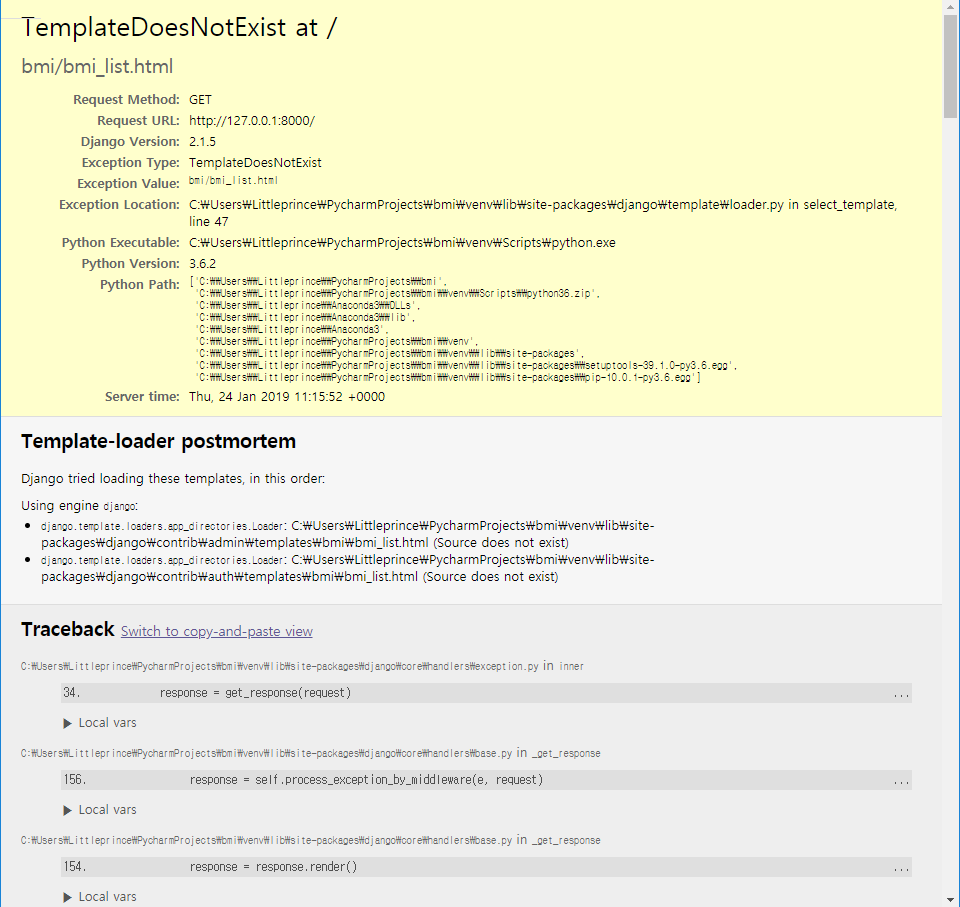 TemplateDoesNotExist at /
bmi/bmi_list.html
Request Method: GET
Request URL: http://127.0.0.1:8000/
Django Version: 2.1.5
Exception Type: TemplateDoesNotExist
Exception Value: bmi/bmi_list.html
Exception Location: C:₩Users₩Littleprince₩PycharmProjects₩bmi₩venv₩lib₩site-packages₩django₩template₩loader.py in select_template,
line 47
Python Executable: C:₩Users₩Littleprince₩PycharmProjects₩bmi₩venv₩Scripts₩python.exe
Python Version: 3.6.2
Python Path: ['C:₩₩Users₩₩Littleprince₩₩PycharmProjects₩₩bmi',
'C:₩₩Users₩₩Littleprince₩₩PycharmProjects₩₩bmi₩₩venv₩₩Scripts₩₩python36.zip',
'C:₩₩Users₩₩Littleprince₩₩Anaconda3₩₩DLLs',
'C:₩₩Users₩₩Littleprince₩₩Anaconda3₩₩lib',
'C:₩₩Users₩₩Littleprince₩₩Anaconda3',
'C:₩₩Users₩₩Littleprince₩₩PycharmProjects₩₩bmi₩₩venv',
'C:₩₩Users₩₩Littleprince₩₩PycharmProjects₩₩bmi₩₩venv₩₩lib₩₩site-packages',
'C:₩₩Users₩₩Littleprince₩₩PycharmProjects₩₩bmi₩₩venv₩₩lib₩₩site-packages₩₩setuptools-39.1.0-py3.6.egg',
'C:₩₩Users₩₩Littleprince₩₩PycharmProjects₩₩bmi₩₩venv₩₩lib₩₩site-packages₩₩pip-10.0.1-py3.6.egg']
Server time: Thu, 24 Jan 2019 11:15:52 +0000
Template-loader postmortem
Django tried loading these templates, in this order:
Using engine django:
• django.template.loaders.app_directories.Loader: C:₩Users₩Littleprince₩PycharmProjects₩bmi₩venv₩lib₩site-
packages₩django₩contrib₩admin₩templates₩bmi₩bmi_list.html (Source does not exist)
• django.template.loaders.app_directories.Loader: C:₩Users₩Littleprince₩PycharmProjects₩bmi₩venv₩lib₩site-
packages₩django₩contrib₩auth₩templates₩bmi₩bmi_list.html (Source does not exist)
Traceback Switch to copy-and-paste view
C:₩Users₩Littleprince₩PycharmProjects₩bmi₩venv₩lib₩site-packages₩django₩core₩handlers₩exception.py in inner
34. response = get_response(request) ...
▶ Local vars
C:₩Users₩Littleprince₩PycharmProjects₩bmi₩venv₩lib₩site-packages₩django₩core₩handlers₩base.py in _get_response
156. response = self.process_exception_by_middleware(e, request) ...
▶ Local vars
C:₩Users₩Littleprince₩PycharmProjects₩bmi₩venv₩lib₩site-packages₩django₩core₩handlers₩base.py in _get_response
154. response = response.render() ...
▶ Local vars